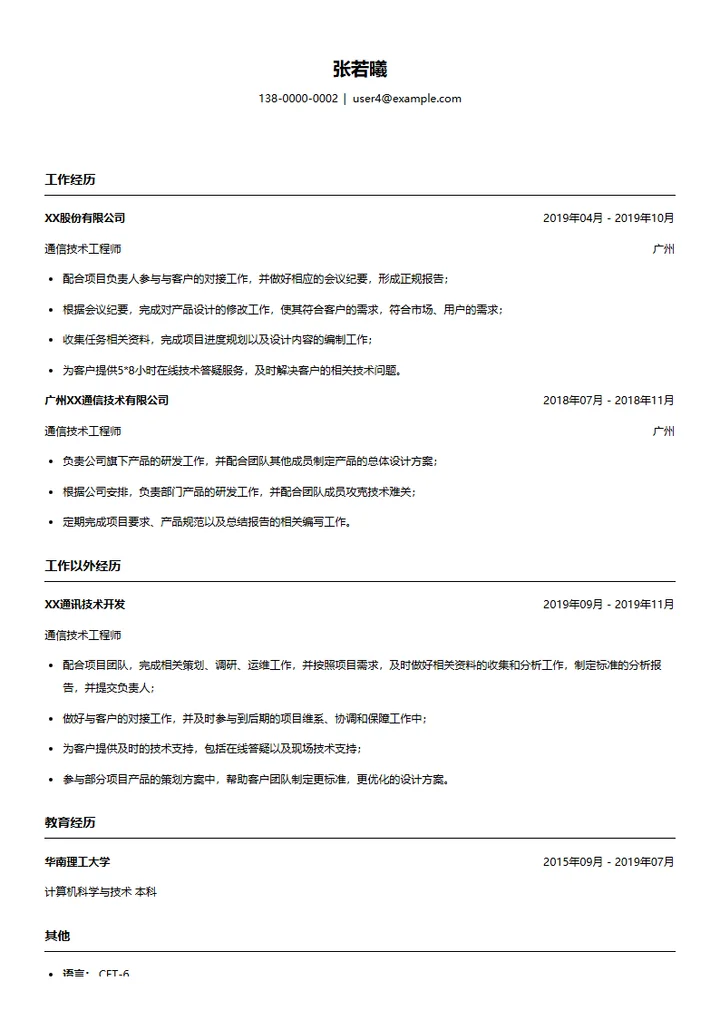 张若曦
138-0000-0002 | user4@example.com
工作经历
XX股份有限公司 2019年04月 - 2019年10月
通信技术工程师 广州
• 配合项目负责人参与与客户的对接工作，并做好相应的会议纪要，形成正规报告；
• 根据会议纪要，完成对产品设计的修改工作，使其符合客户的需求，符合市场、用户的需求；
• 收集任务相关资料，完成项目进度规划以及设计内容的编制工作；
• 为客户提供5*8小时在线技术答疑服务，及时解决客户的相关技术问题。
广州XX通信技术有限公司 2018年07月 - 2018年11月
通信技术工程师 广州
• 负责公司旗下产品的研发工作，并配合团队其他成员制定产品的总体设计方案；
• 根据公司安排，负责部门产品的研发工作，并配合团队成员攻克技术难关；
• 定期完成项目要求、产品规范以及总结报告的相关编写工作。
工作以外经历
XX通讯技术开发 2019年09月 - 2019年11月
通信技术工程师
• 配合项目团队，完成相关策划、调研、运维工作，并按照项目需求，及时做好相关资料的收集和分析工作，制定标准的分析报
告，并提交负责人；
• 做好与客户的对接工作，并及时参与到后期的项目维系、协调和保障工作中；
• 为客户提供及时的技术支持，包括在线答疑以及现场技术支持；
• 参与部分项目产品的策划方案中，帮助客户团队制定更标准，更优化的设计方案。
教育经历
华南理工大学 2015年09月 - 2019年07月
计算机科学与技术 本科
其他
• 语言： CET-6